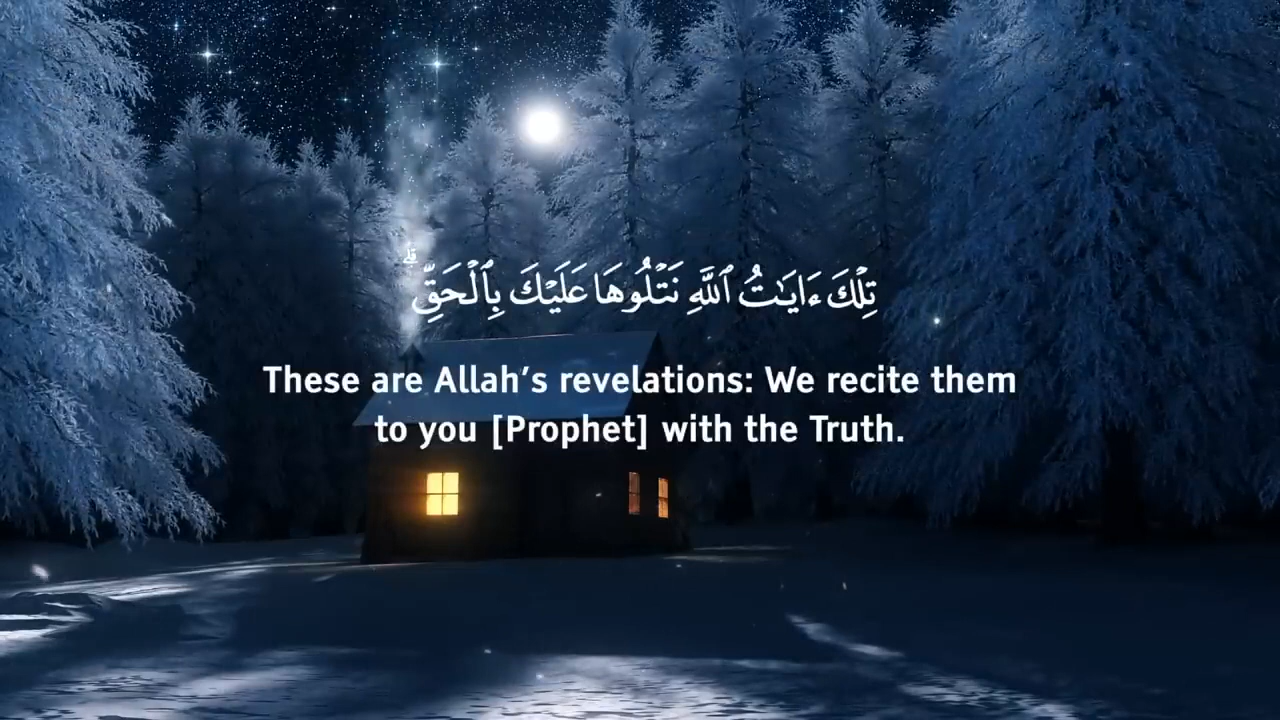 تِلْكَ ءَايَـٰتُ ٱللَّهِ نَتْلُوهَا عَلَيْكَ بِٱلْحَقِّ ۗ
These are Allah’s revelations: We recite them
to you [Prophet] with the Truth.